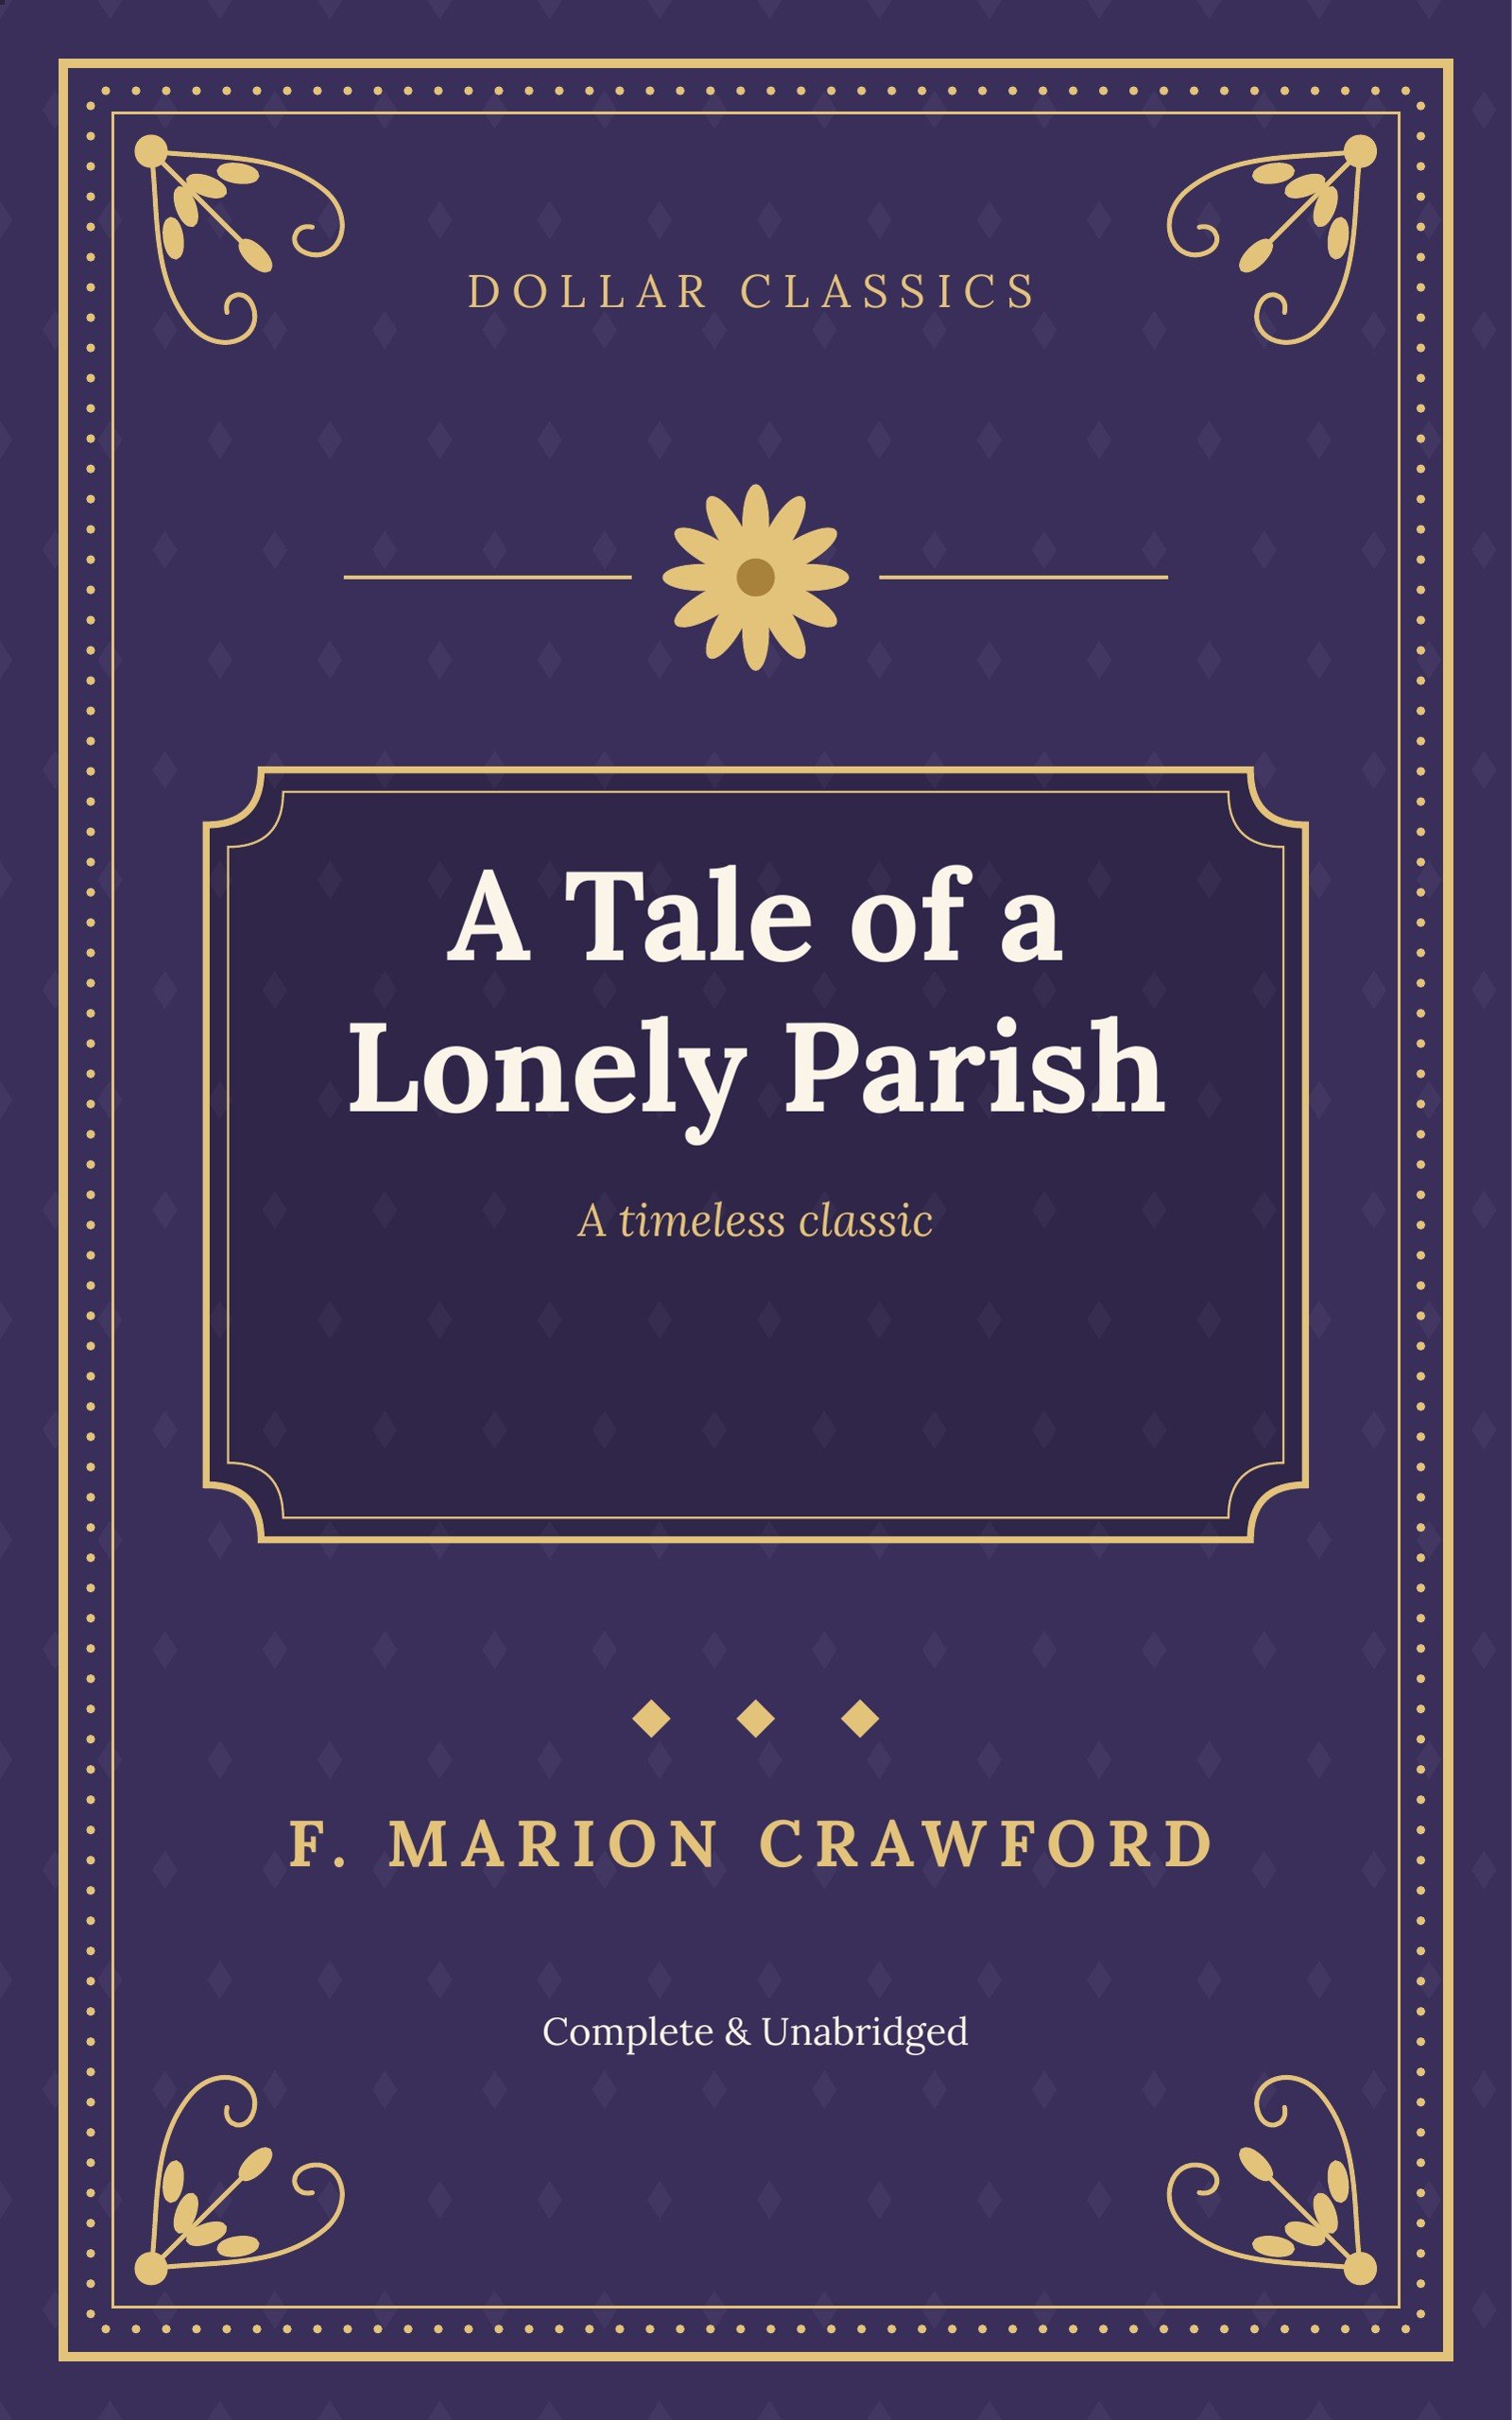 DOLLAR CLASSICS
A Tale of a
Lonely Parish
A timeless classic
F. MARION CRAWFORD
Complete & Unabridged